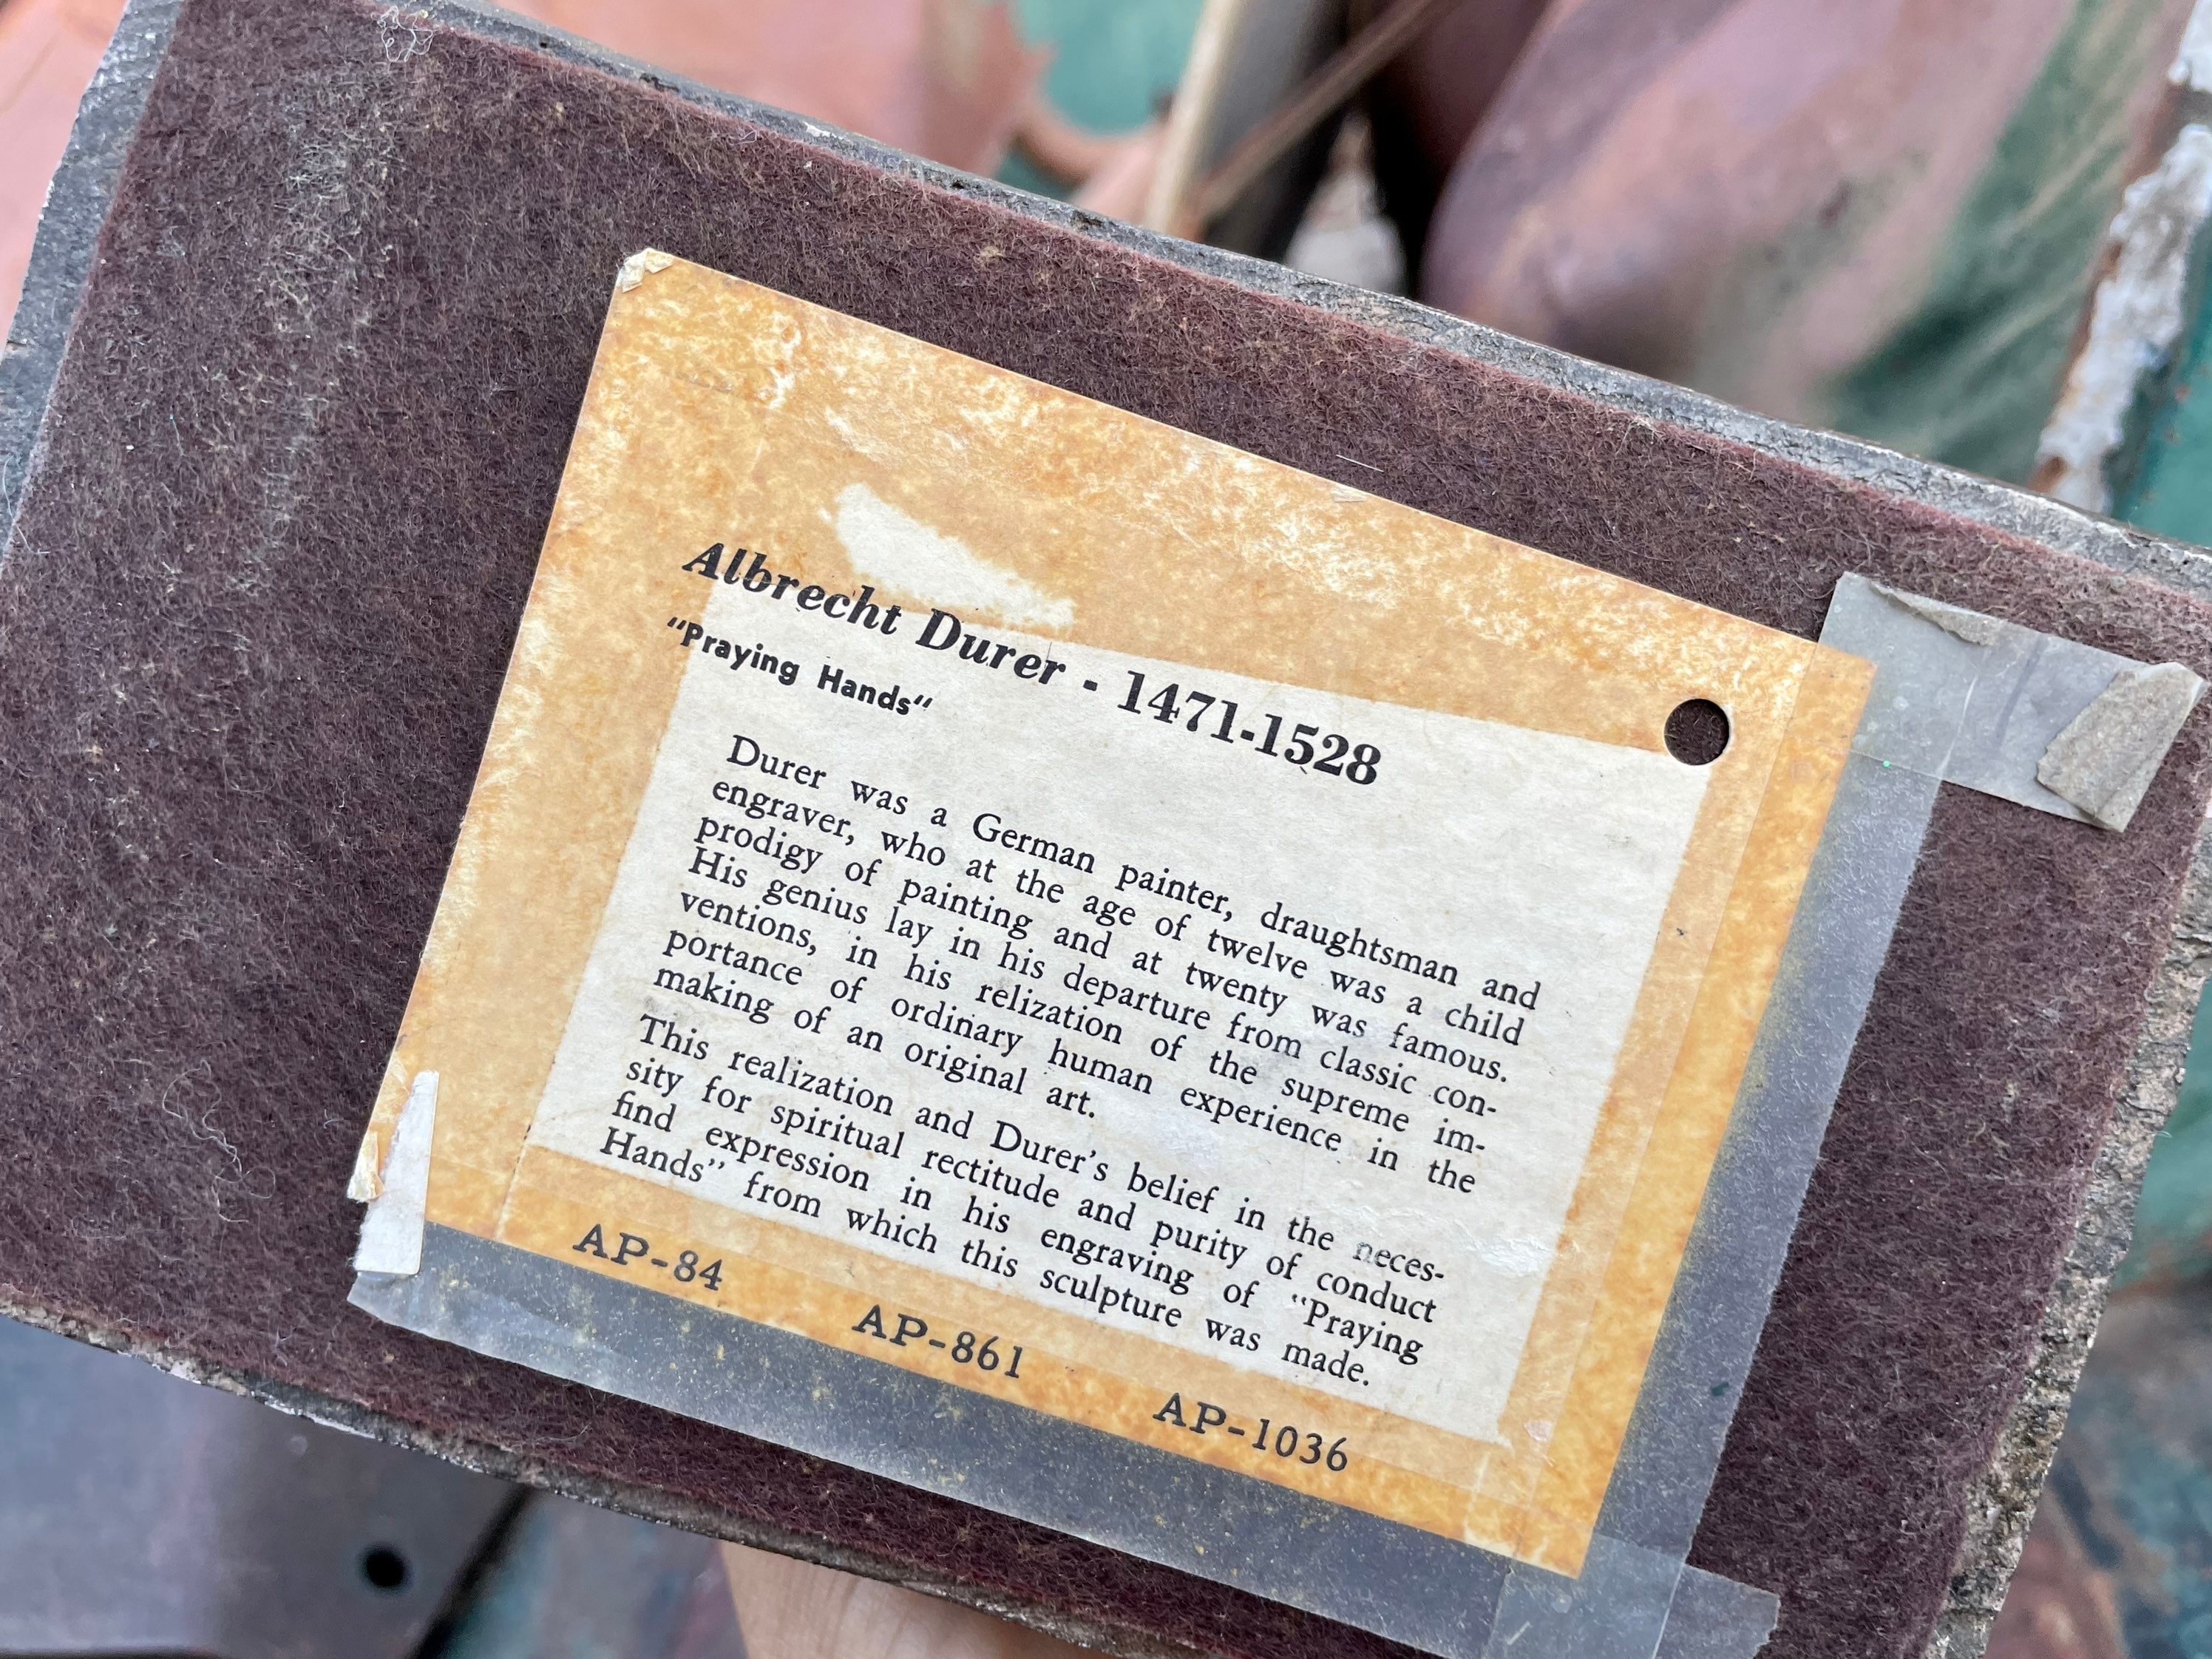 Albrecht Durer - 1471-1528
“Praying Hands“
Durer was a German painter, draughtsman and
engraver, who at the age of twelve was a child
prodigy of painting and at twenty was famous.
His genius lay in his departure from classic con-
ventions, in his relization of the supreme im-
portance of ordinary human experience in the
making of an original art.
This realization and Durer's belief in the neces-
sity for spiritual rectitude and purity of conduct
find expression in his engraving of “Praying
Hands” from which this sculpture was made.
AP-84 AP-861 AP-1036